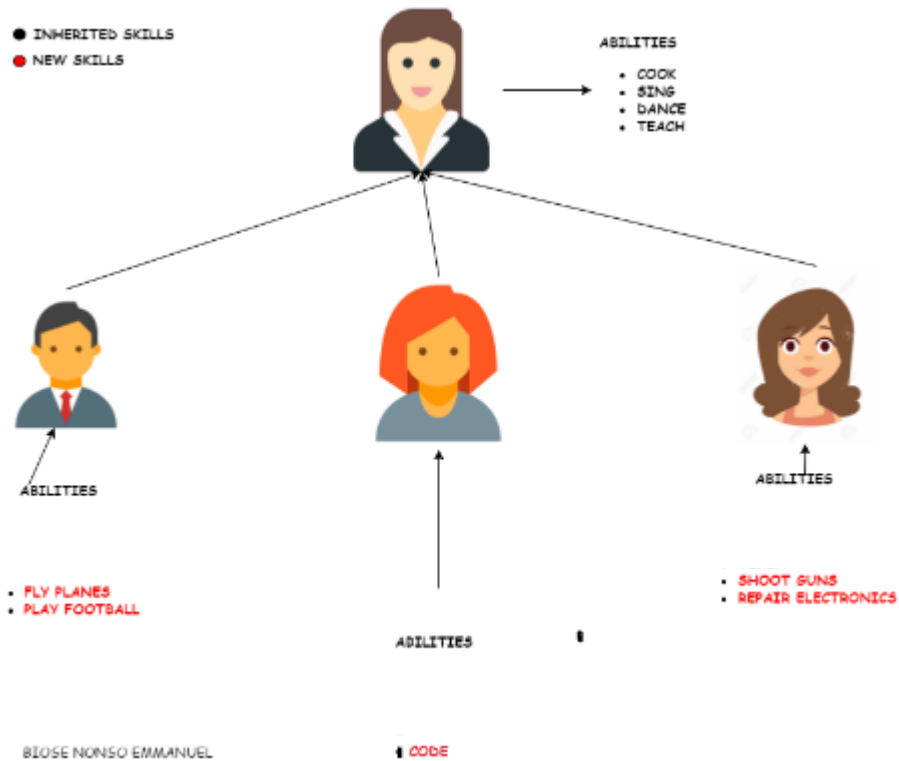 INHERITED SKILLS
NEW SKILLS
ABILITIES
COOK
SING
DANCE
TEACH
ABILITIES
FLY PLANES
PLAY FOOTBALL
ABILITIES
CODE
ABILITIES
SHOOT GUNS
REPAIR ELECTRONICS
BIOSE NONSO EMMANUEL